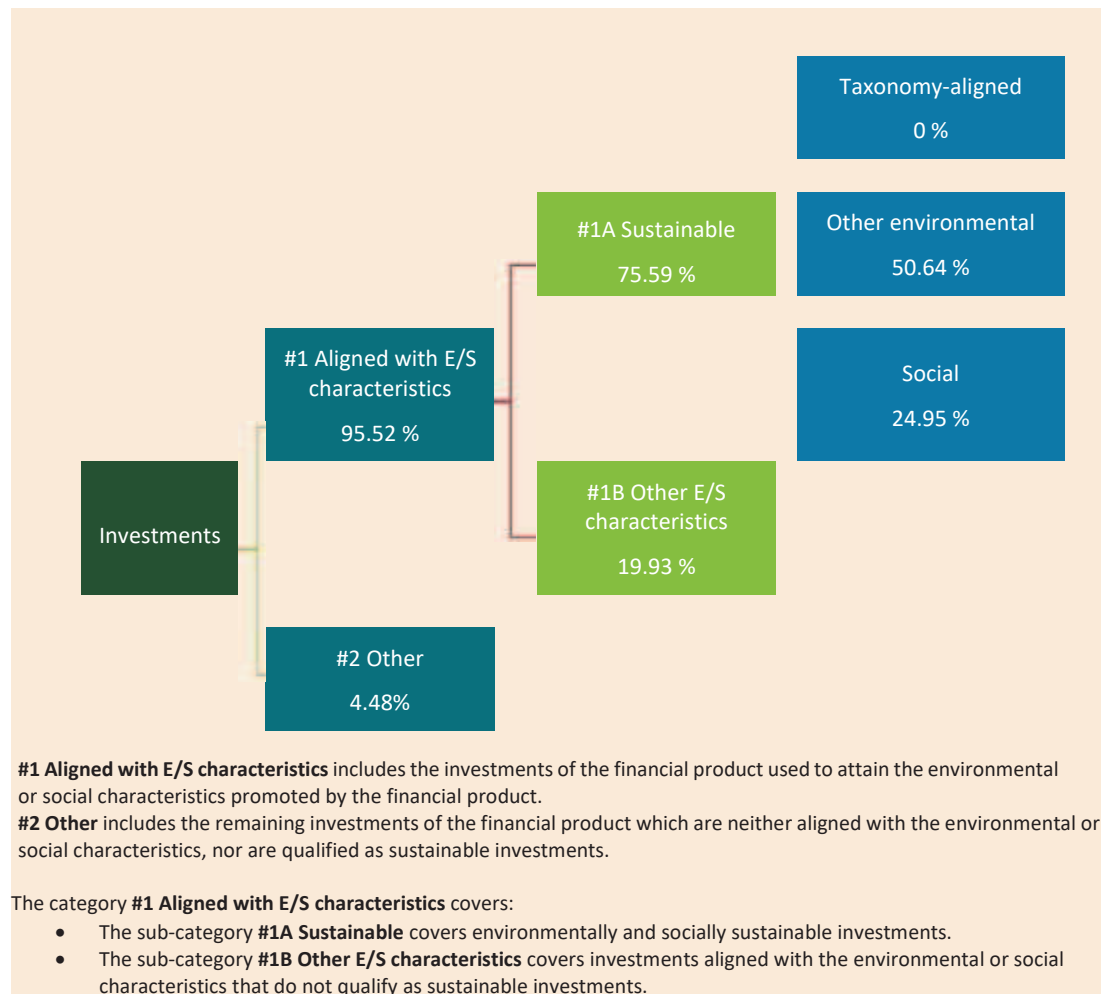 Taxonomy-aligned
0 %
#1A Sustainable
75.59 %
Other environmental
50.64 %
#1 Aligned with E/S
characteristics
95.52 %
Social
24.95 %
Investments
#1B Other E/S
characteristics
19.93 %
#2 Other
4.48%
#1 Aligned with E/S characteristics includes the investments of the financial product used to attain the environmental
or social characteristics promoted by the financial product.
#2 Other includes the remaining investments of the financial product which are neither aligned with the environmental or
social characteristics, nor are qualified as sustainable investments.
The category #1 Aligned with E/S characteristics covers:
• The sub-category #1A Sustainable covers environmentally and socially sustainable investments.
• The sub-category #1B Other E/S characteristics covers investments aligned with the environmental or social
characteristics that do not qualify as sustainable investments.